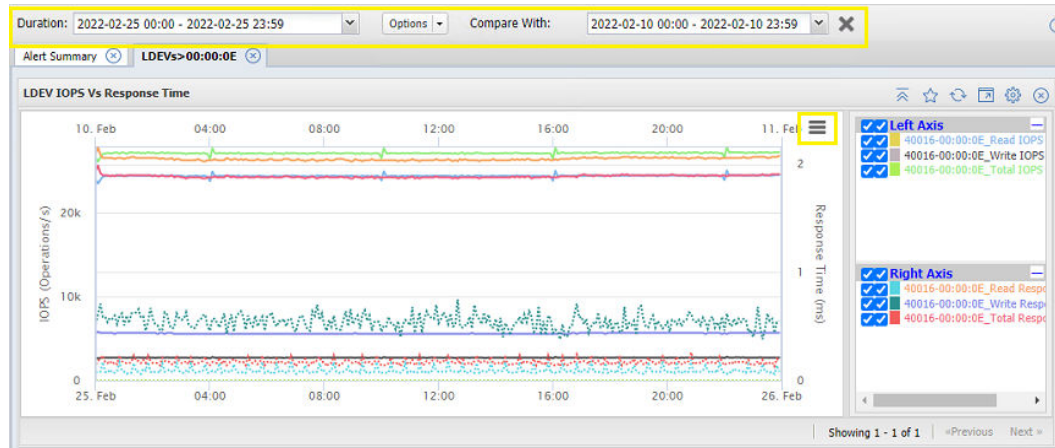 Duration: 2022-02-25 00:00 - 2022-02-25 23:59 Options Compare With: 2022-02-10 00:00 - 2022-02-10 23:59
Alert Summary LDEVs>00:00:0E
LDEV IOPS Vs Response Time
10. Feb 04:00 08:00 12:00 16:00 20:00 11. Feb
IOPS (Operations/s)
20k
10k
0
2
1
0
Response Time (ms)
25. Feb 04:00 08:00 12:00 16:00 20:00 26. Feb
Left Axis
40016-00:00:0E_Read IOPS
40016-00:00:0E_Write IOPS
40016-00:00:0E_Total IOPS
Right Axis
40016-00:00:0E_Read Respo
40016-00:00:0E_Write Resp
40016-00:00:0E_Total Respo
Showing 1 - 1 of 1 «Previous Next »